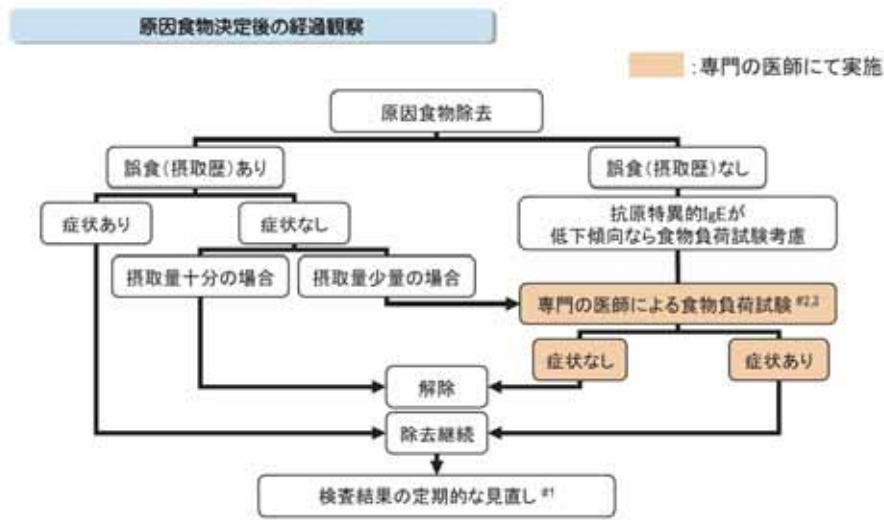 原因食物決定後の経過観察
:専門の医師にて実施
原因食物除去
誤食(摂取歴)あり
誤食(摂取歴)なし
症状あり
症状なし
抗原特異的IgEが
低下傾向なら食物負荷試験考慮
摂取量十分の場合
摂取量少量の場合
専門の医師による食物負荷試験 #2,3
症状なし
症状あり
解除
除去継続
検査結果の定期的な見直し #1